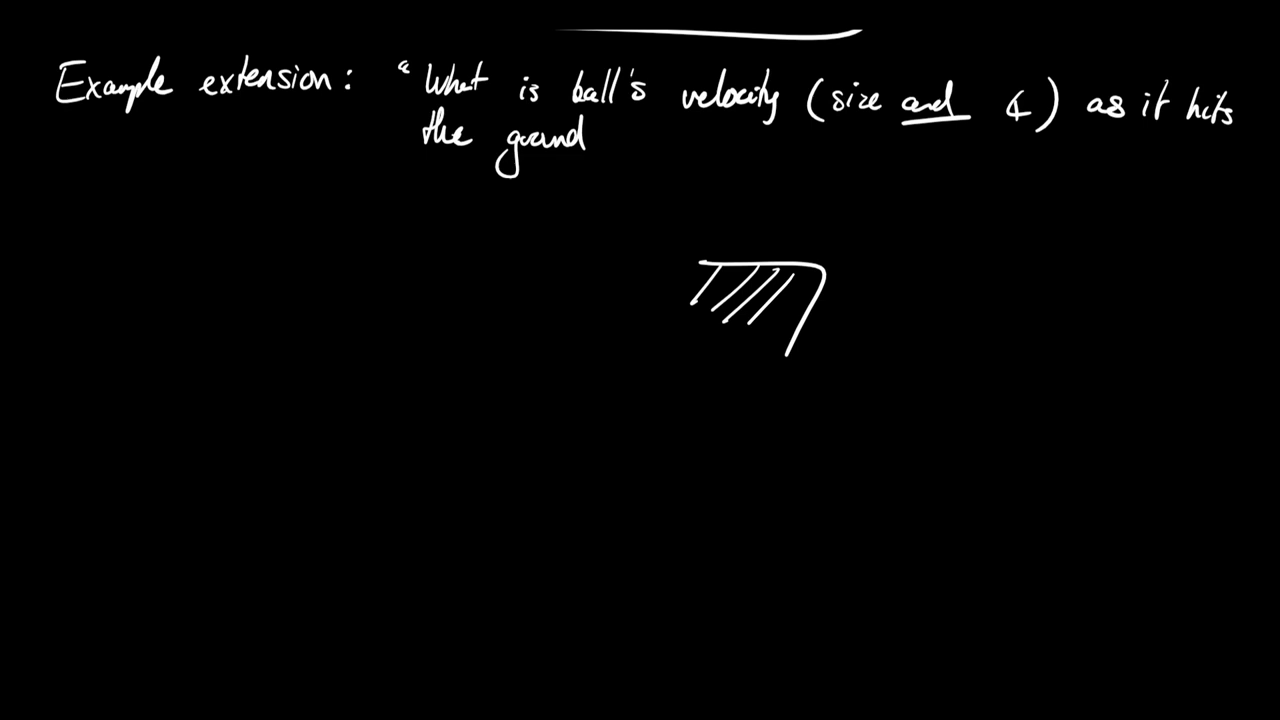 Example extension: "What is ball's velocity (size and ∡) as it hits
the ground